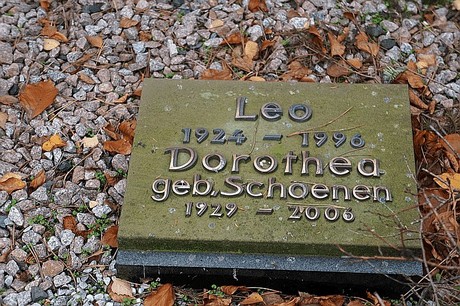 Leo
1924 – 1996
Dorothea
geb. Schoenen
1929 – 2006